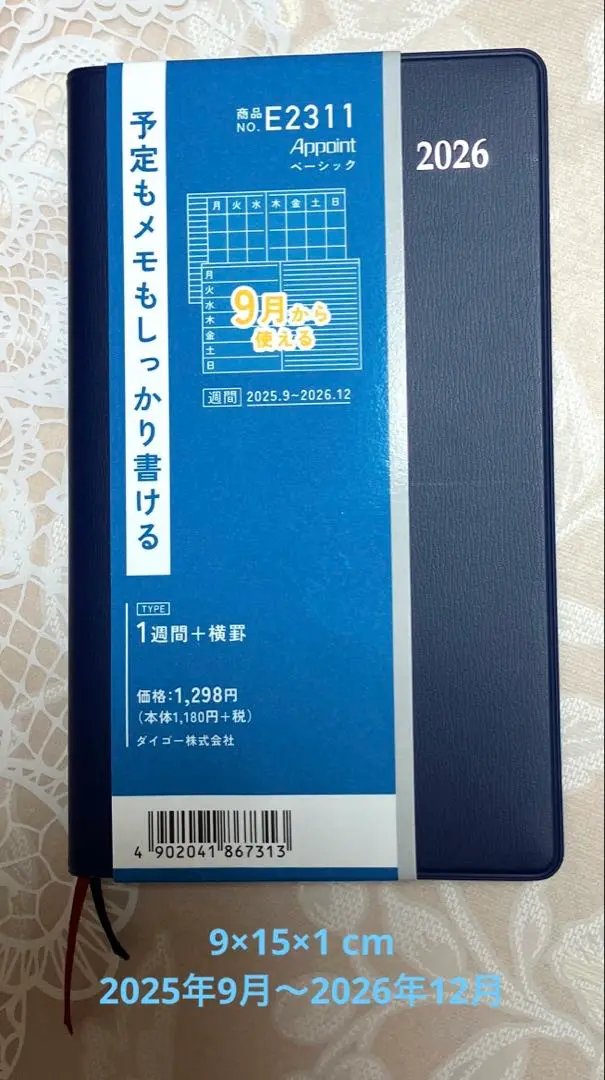 予定もメモもしっかり書ける
商品
NO. E2311
Appoint
ベーシック
2026
月 火 水 木 金 土 日
月
火
水
木
金
土
日
9月から
使える
週間 2025.9~2026.12
TYPE
1週間+横罫
価格:1,298円
(本体1,180円+税)
ダイゴー株式会社
4 902041 867313
9×15×1 cm
2025年9月〜2026年12月